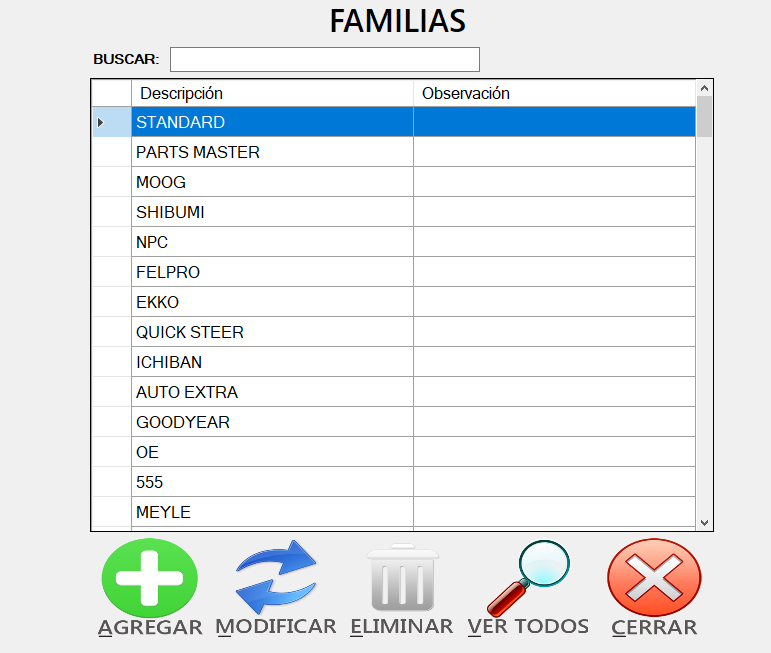 FAMILIAS
BUSCAR:
Descripción Observación
STANDARD
PARTS MASTER
MOOG
SHIBUMI
NPC
FELPRO
EKKO
QUICK STEER
ICHIBAN
AUTO EXTRA
GOODYEAR
OE
555
MEYLE
AGREGAR MODIFICAR ELIMINAR VER TODOS CERRAR